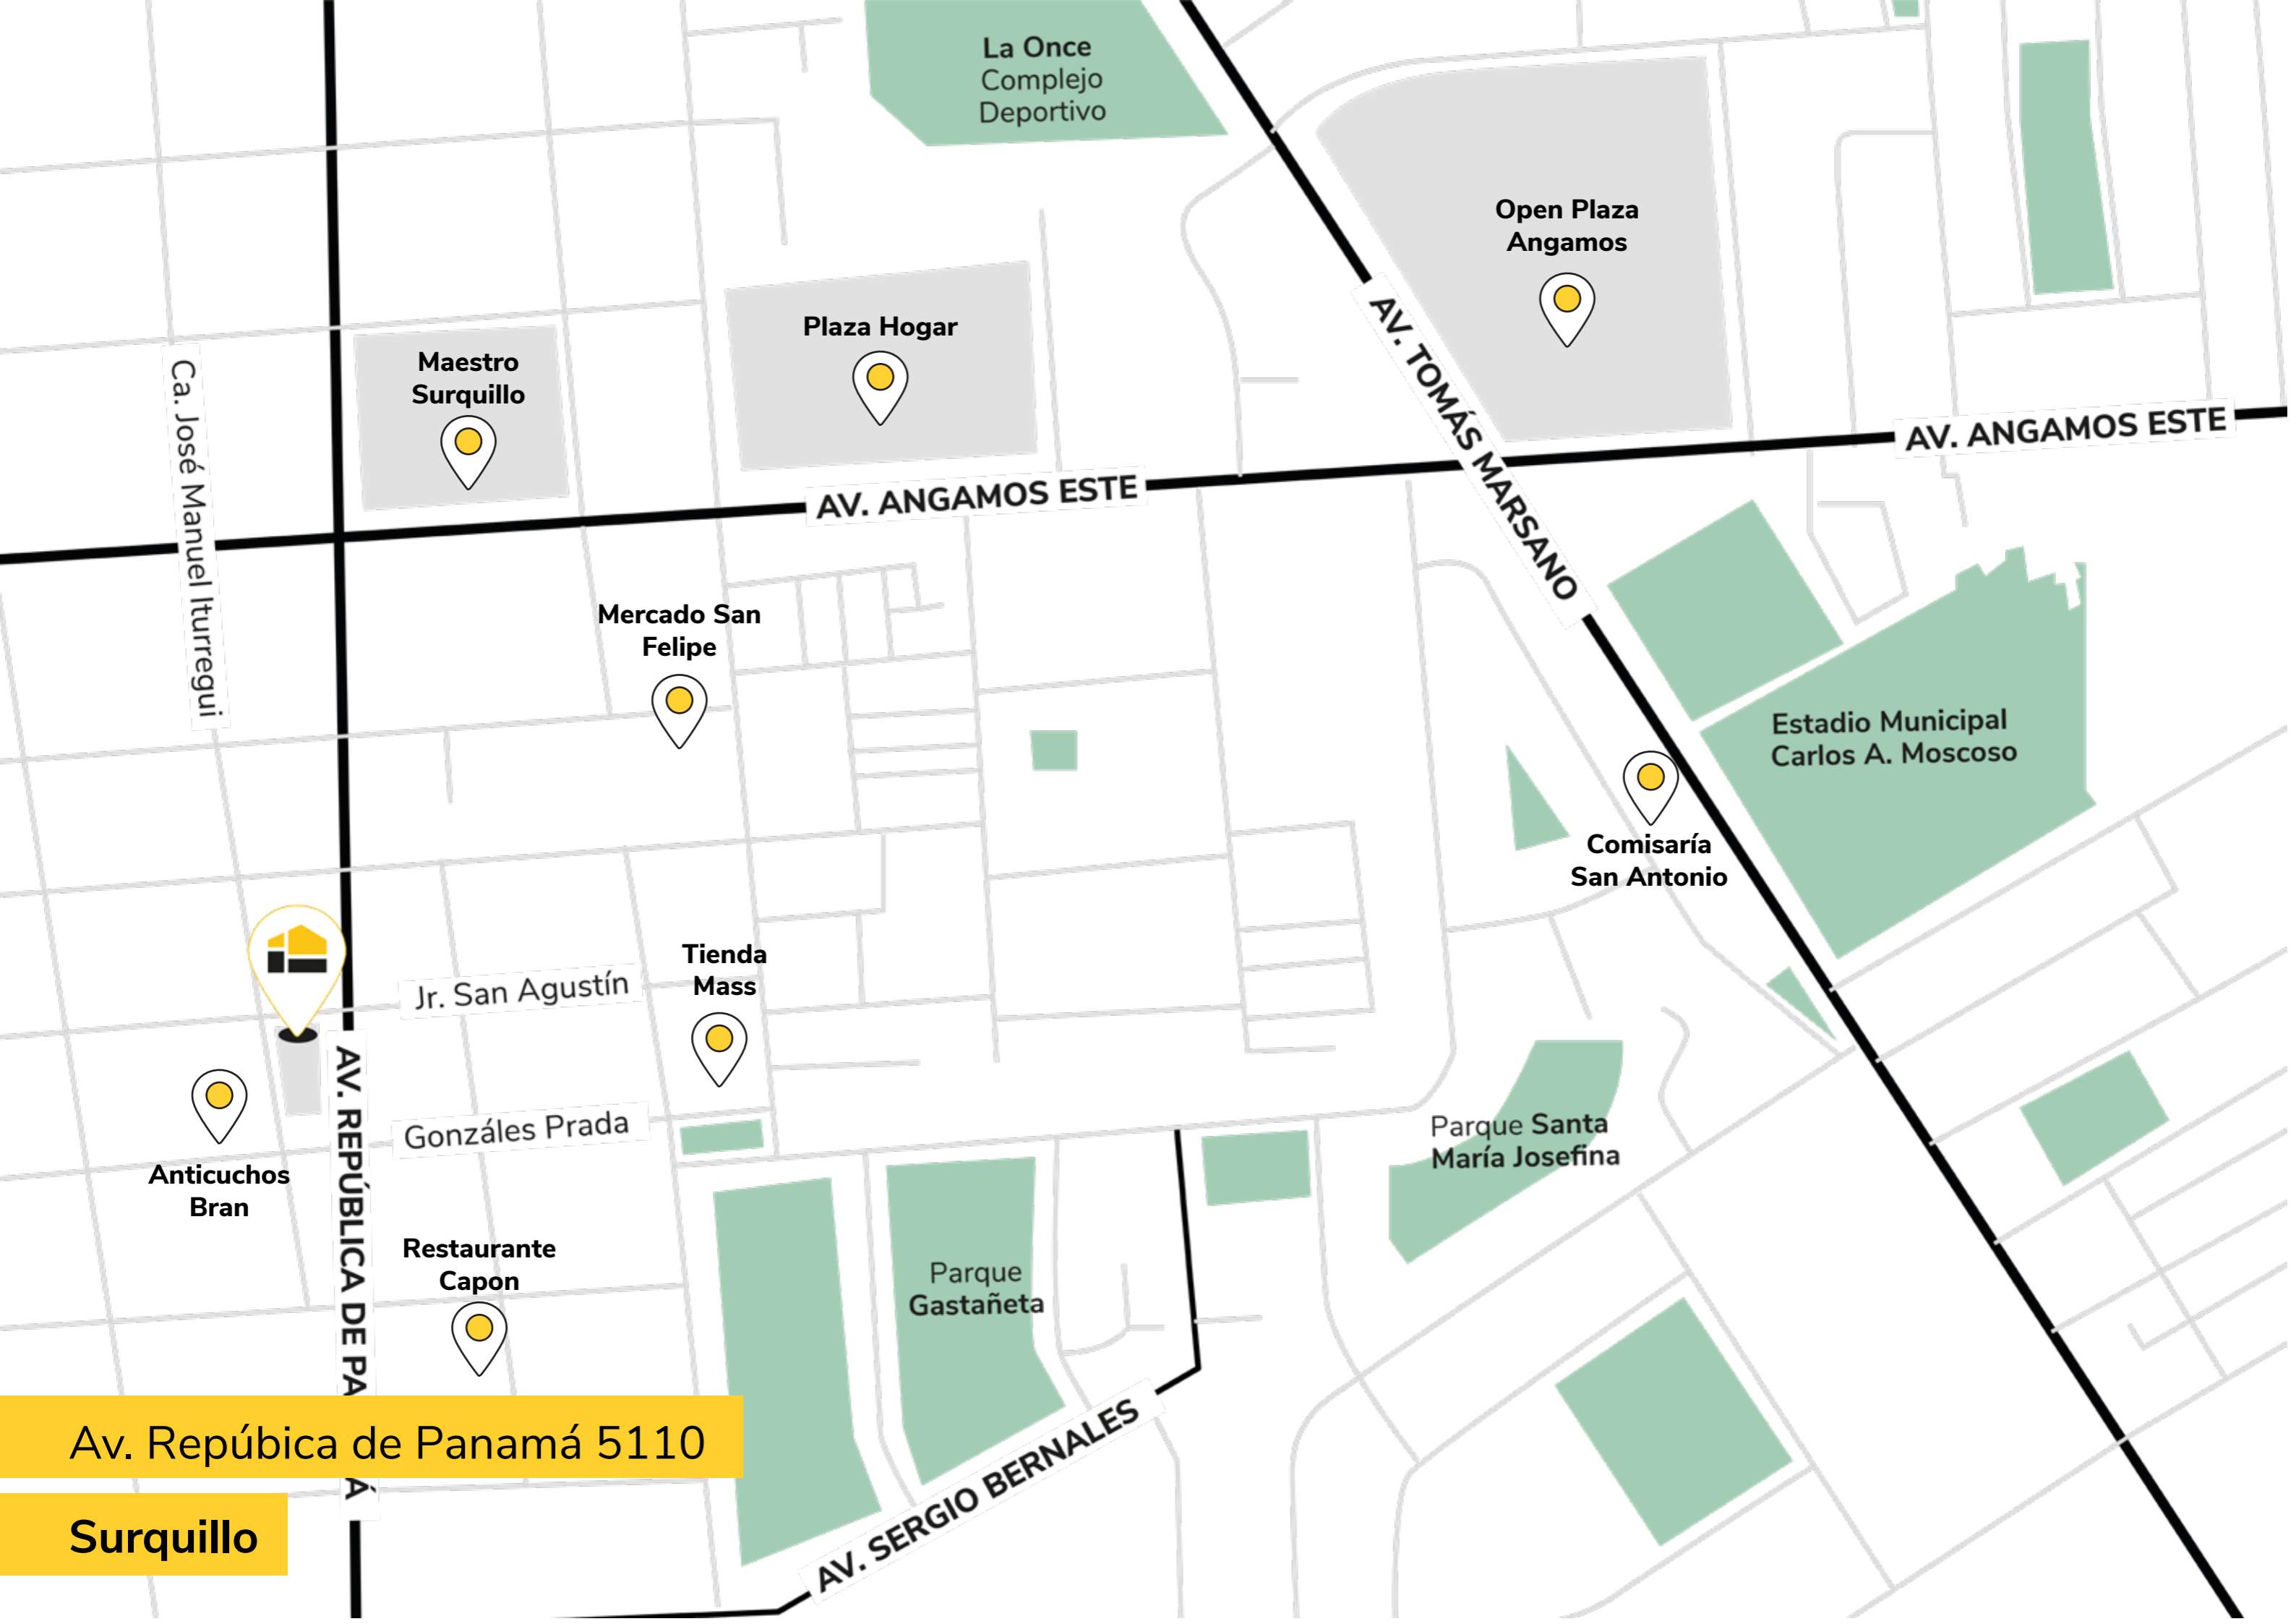 La Once
Complejo
Deportivo
Open Plaza
Angamos
Plaza Hogar
Maestro
Surquillo
AV. TOMÁS MARSANO
Ca. José Manuel Iturregui
AV. ANGAMOS ESTE
AV. ANGAMOS ESTE
Mercado San
Felipe
Estadio Municipal
Carlos A. Moscoso
Comisaría
San Antonio
Tienda
Mass
Jr. San Agustín
AV. REPÚBLICA DE PA Á
Gonzáles Prada
Parque Santa
María Josefina
Anticuchos
Bran
Restaurante
Capon
Parque
Gastañeta
AV. SERGIO BERNALES
Av. Repúbica de Panamá 5110
Surquillo